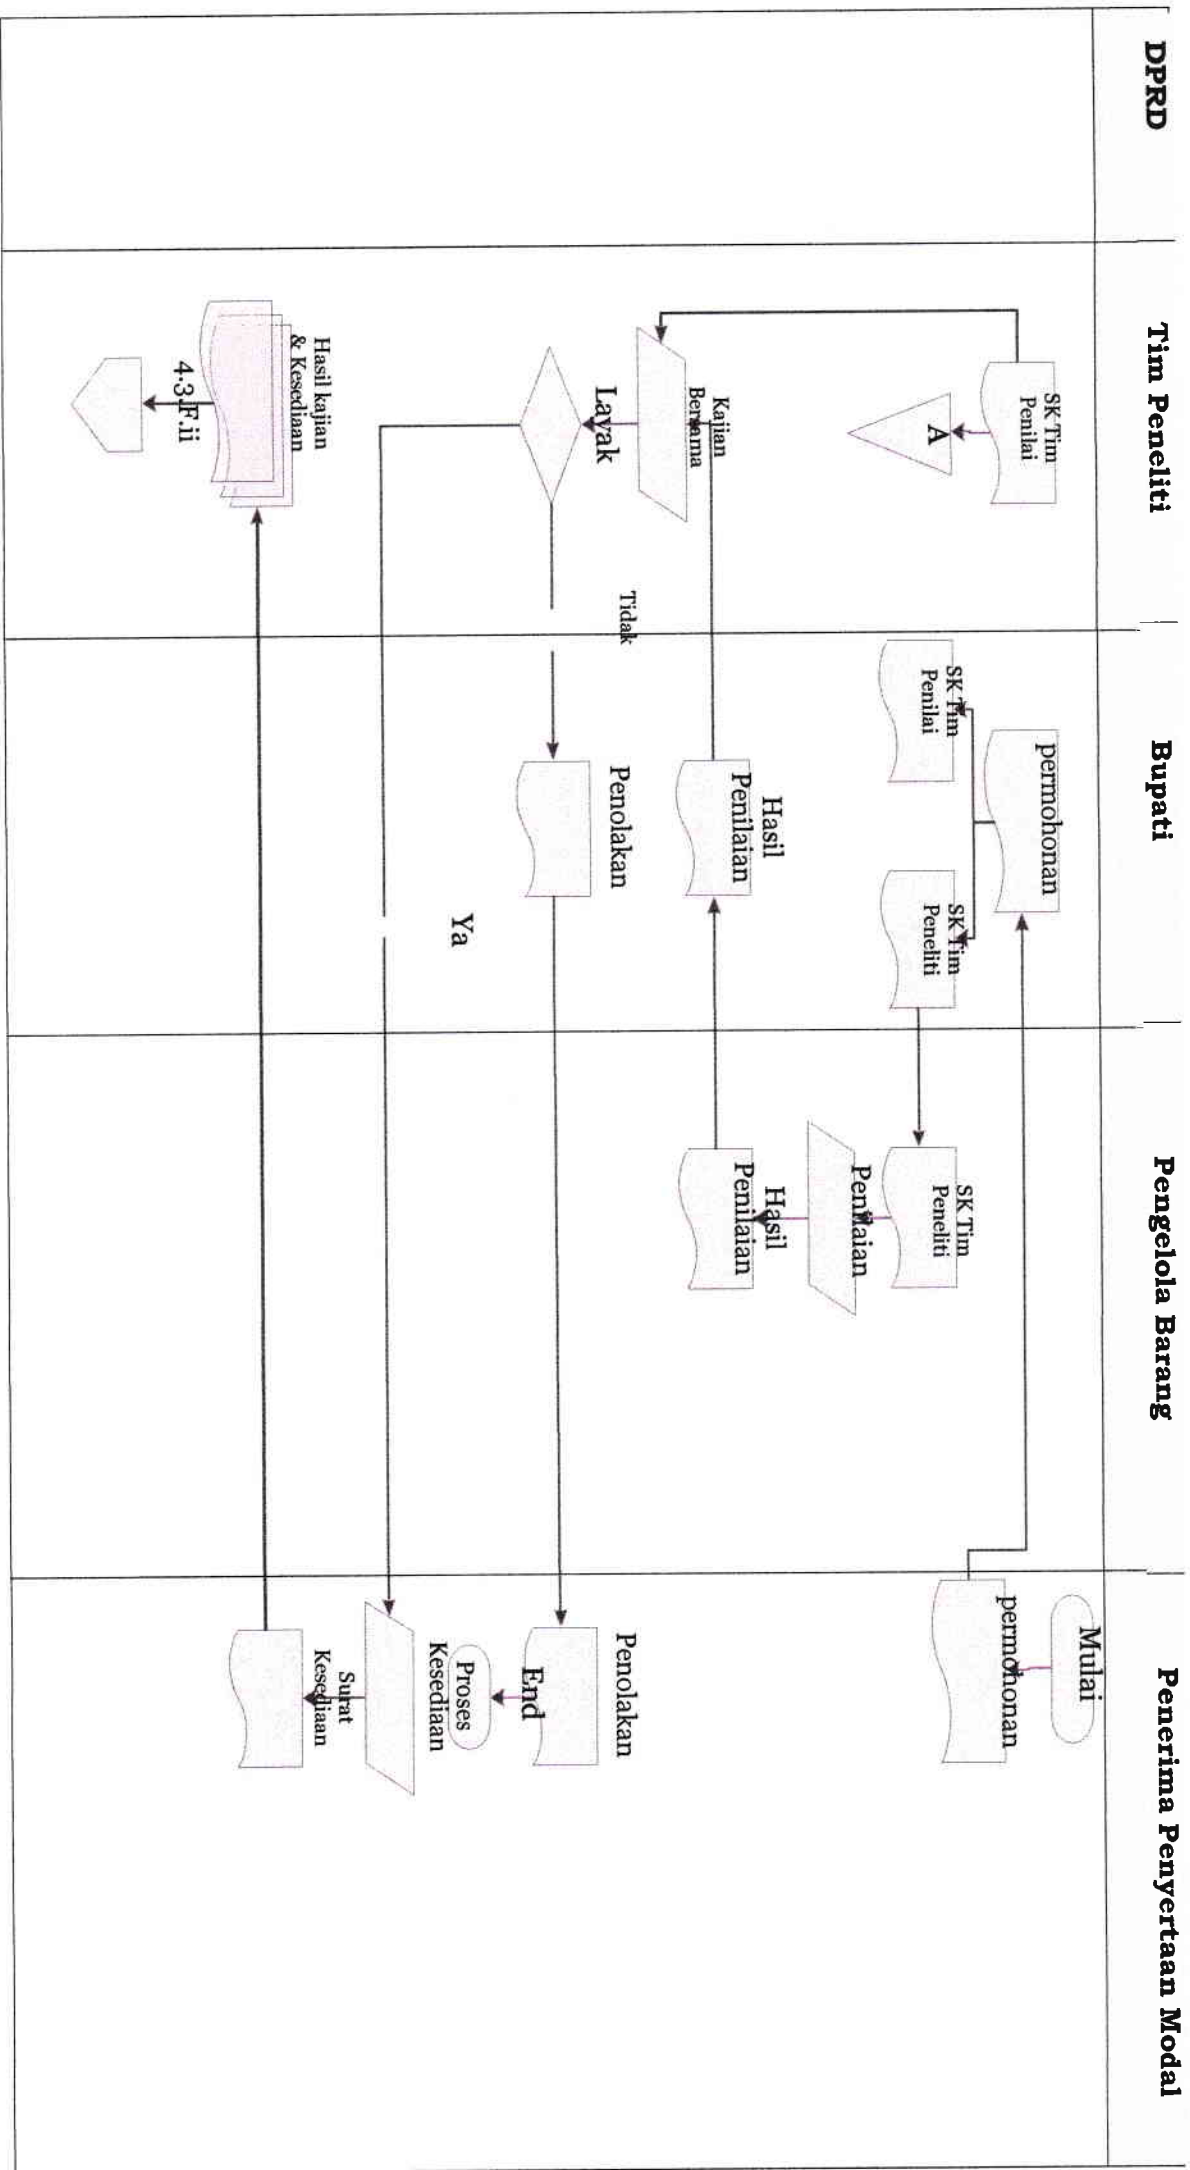 DPRD
Tim Peneliti
Bupati
Pengelola Barang
Penerima Penyertaan Modal
Mulai
permohonan
permohonan
SK Tim
Penilai
SK Tim
Penilai
SK Tim
Peneliti
SK Tim
Peneliti
A
Penilaian
Hasil
Penilaian
Hasil
Penilaian
Kajian
Bersama
Layak
Tidak
Penolakan
Penolakan
End
Ya
Proses
Kesediaan
Surat
Kesediaan
Hasil kajian
& Kesediaan
4.3.F.ii